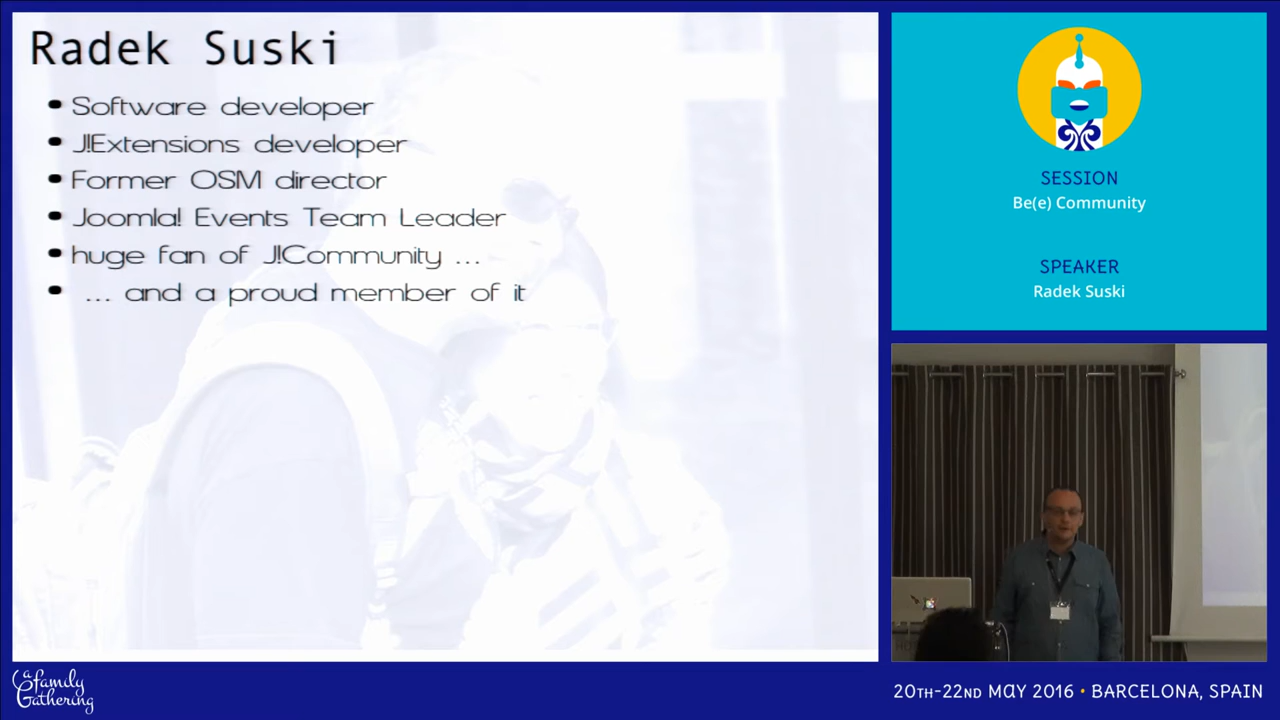 Radek Suski
• Software developer
• J!Extensions developer
• Former OSM director
• Joomla! Events Team Leader
• huge fan of J!Community ...
• ... and a proud member of it
SESSION
Be(e) Community
SPEAKER
Radek Suski
a family
Gathering
20TH-22ND MAY 2016 • BARCELONA, SPAIN